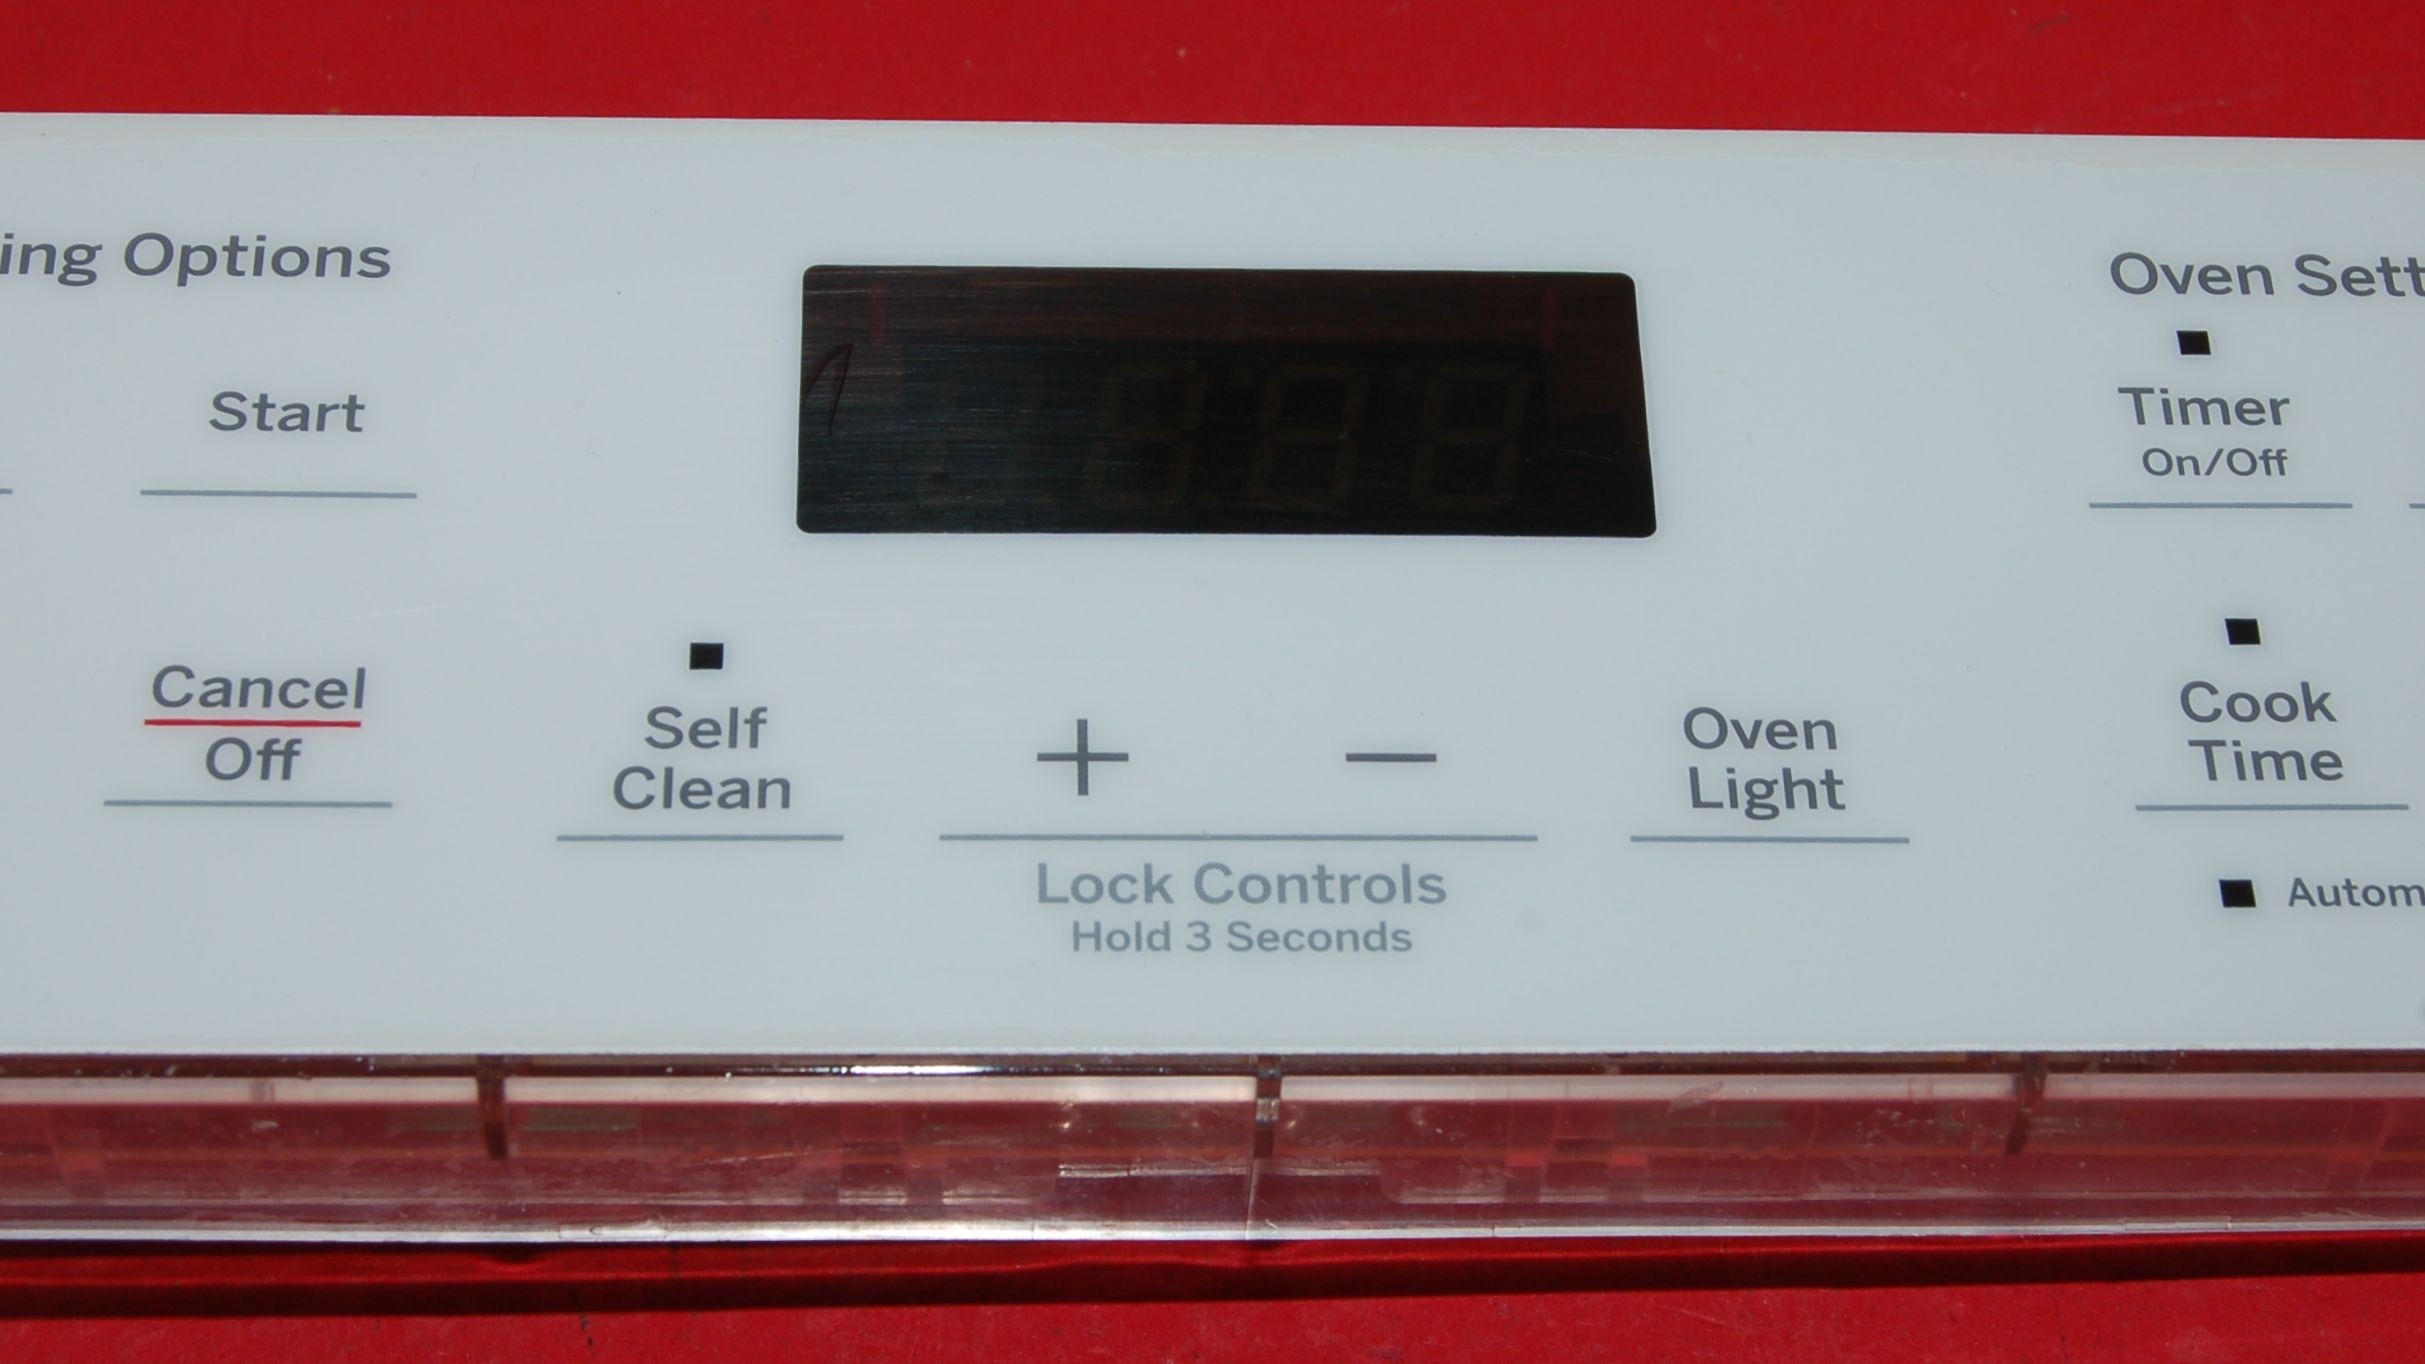 ing Options
Start
Cancel
Off
Self
Clean
+ −
Lock Controls
Hold 3 Seconds
Oven
Light
Oven Sett
Timer
On/Off
Cook
Time
Autom